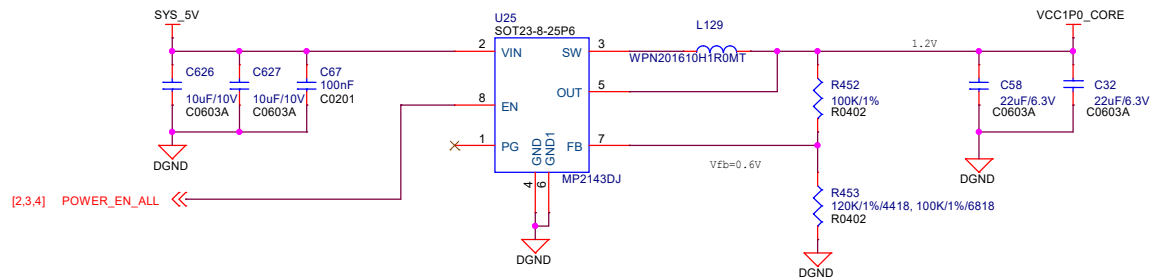 SYS_5V
U25
SOT23-8-25P6
L129
VCC1P0_CORE
2
VIN
SW
3
WPN201610H1R0MT
1.2V
C626
10uF/10V
C0603A
C627
10uF/10V
C0603A
C67
100nF
C0201
OUT
5
R452
100K/1%
R0402
C58
22uF/6.3V
C0603A
C32
22uF/6.3V
C0603A
8
EN
1
PG
GND
GND1
FB
7
Vfb=0.6V
DGND
4
6
MP2143DJ
DGND
[2,3,4]
POWER_EN_ALL
R453
120K/1%/4418, 100K/1%/6818
R0402
DGND
DGND